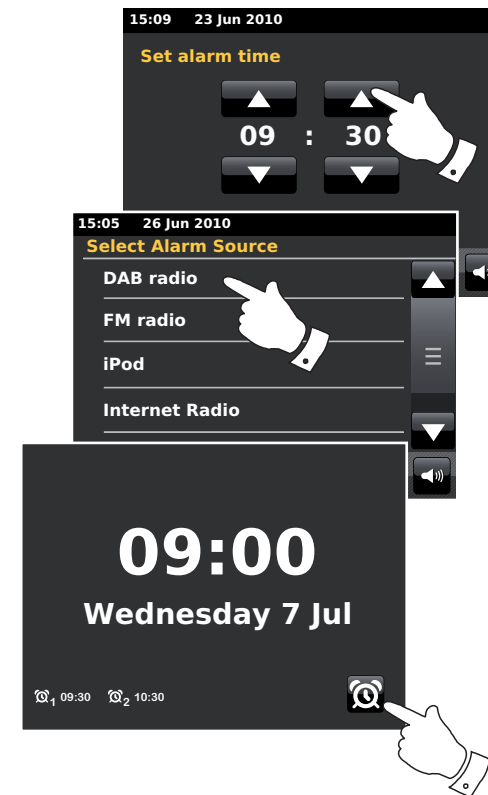 15:09 23 Jun 2010
Set alarm time
09 : 30
15:05 26 Jun 2010
Select Alarm Source
DAB radio
FM radio
iPod
Internet Radio
09:00
Wednesday 7 Jul
1 09:30 2 10:30